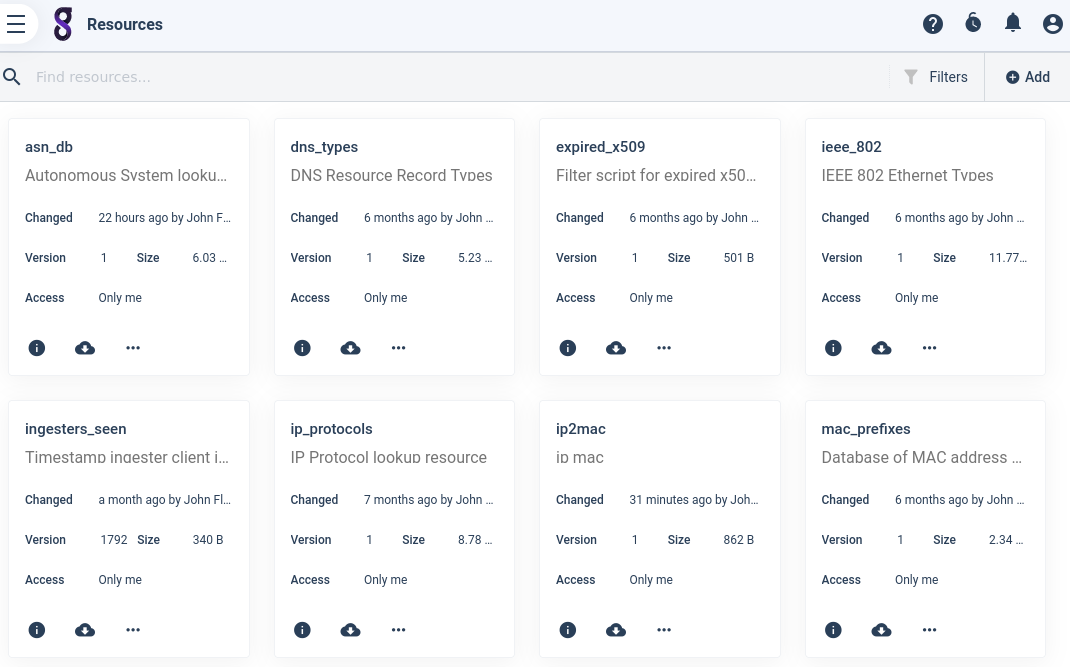 Resources
Find resources...
Filters
Add
asn_db
Autonomous System looku...
Changed 22 hours ago by John F...
Version 1 Size 6.03 ...
Access Only me
dns_types
DNS Resource Record Types
Changed 6 months ago by John ...
Version 1 Size 5.23 ...
Access Only me
expired_x509
Filter script for expired x50...
Changed 6 months ago by John ...
Version 1 Size 501 B
Access Only me
ieee_802
IEEE 802 Ethernet Types
Changed 6 months ago by John ...
Version 1 Size 11.77...
Access Only me
ingesters_seen
Timestamp ingester client i...
Changed a month ago by John Fl...
Version 1792 Size 340 B
Access Only me
ip_protocols
IP Protocol lookup resource
Changed 7 months ago by John ...
Version 1 Size 8.78 ...
Access Only me
ip2mac
ip mac
Changed 31 minutes ago by Joh...
Version 1 Size 862 B
Access Only me
mac_prefixes
Database of MAC address ...
Changed 6 months ago by John ...
Version 1 Size 2.34 ...
Access Only me